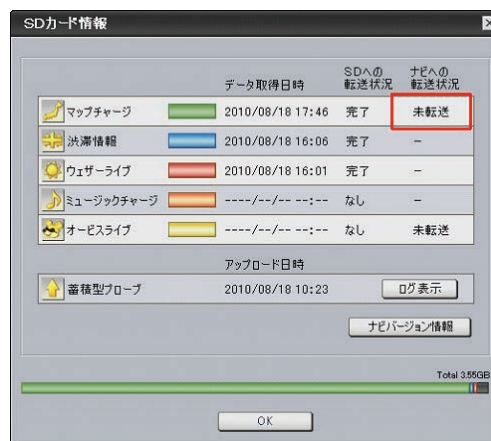 SDカード情報
データ取得日時 SDへの転送状況 ナビへの転送状況
マップチャージ 2010/08/18 17:46 完了 未転送
渋滞情報 2010/08/18 16:06 完了 -
ウェザーライブ 2010/08/18 16:01 完了 -
ミュージックチャージ ----/--/-- --:-- なし -
オービスライブ ----/--/-- --:-- なし 未転送
アップロード日時
蓄積型プローブ 2010/08/18 10:23 ログ表示
ナビバージョン情報
Total 3.55GB
OK